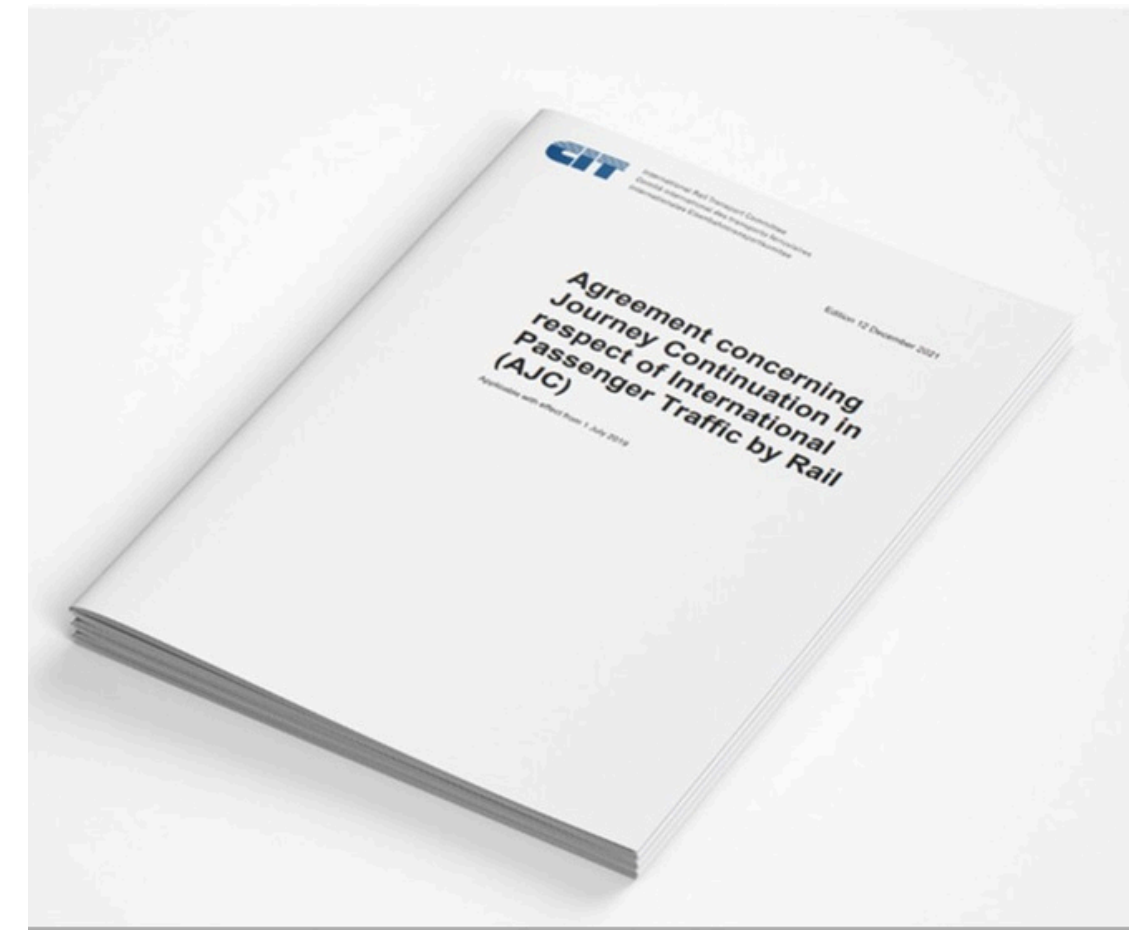 CIT
International Rail Transport Committee
Comité international des transports ferroviaires
Internationales Eisenbahntransportkomitee
Edition 12 December 2021
Agreement concerning
Journey Continuation in
respect of International
Passenger Traffic by Rail
(AJC)
Applicable with effect from 1 July 2016